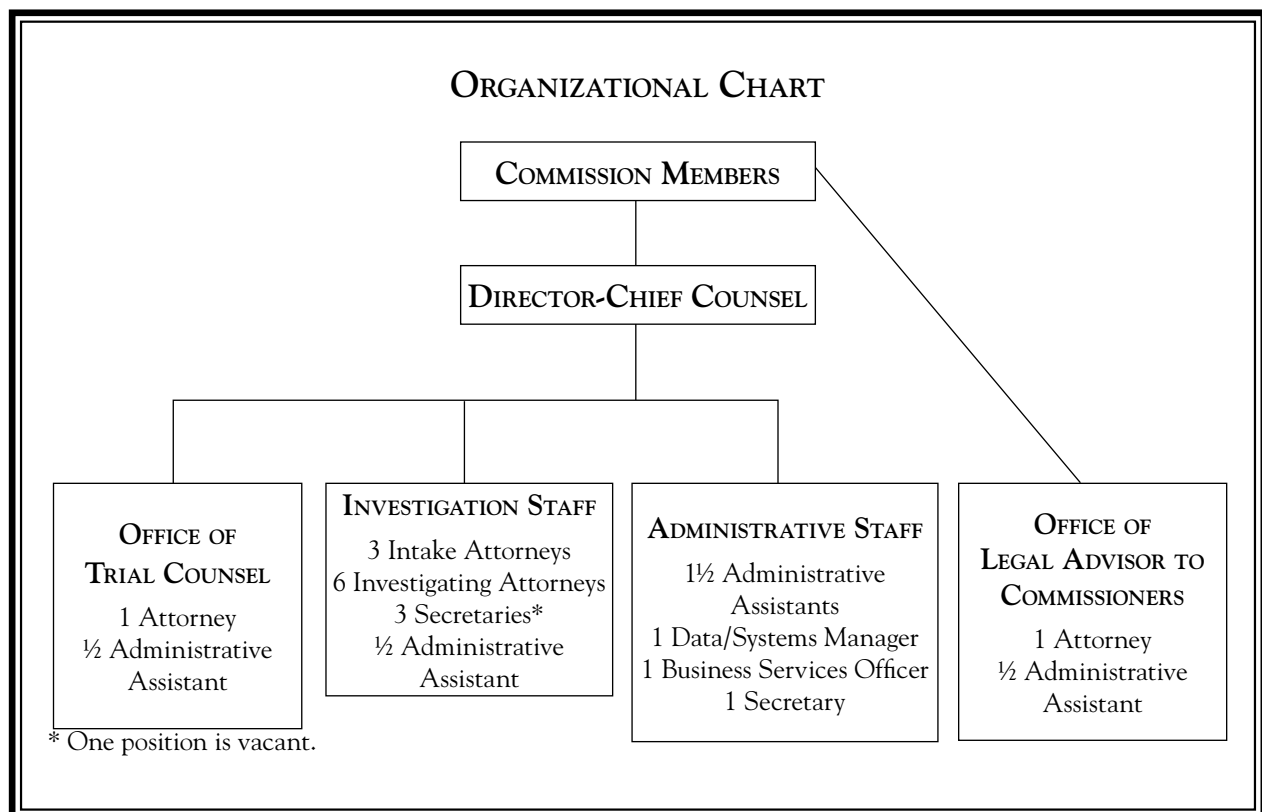 Organizational Chart
Commission Members
Director-Chief Counsel
Office of
Trial Counsel
1 Attorney
½ Administrative
Assistant
Investigation Staff
3 Intake Attorneys
6 Investigating Attorneys
3 Secretaries*
½ Administrative
Assistant
Administrative Staff
1½ Administrative
Assistants
1 Data/Systems Manager
1 Business Services Officer
1 Secretary
Office of
Legal Advisor to
Commissioners
1 Attorney
½ Administrative
Assistant
* One position is vacant.